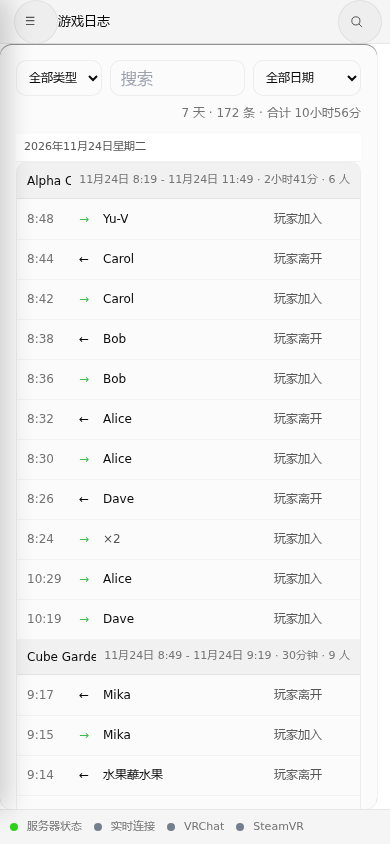 ☰ 游戏日志
全部类型 搜索 全部日期
7 天 · 172 条 · 合计 10小时56分
2026年11月24日星期二
Alpha C 11月24日 8:19 - 11月24日 11:49 · 2小时41分 · 6 人
8:48 → Yu-V 玩家加入
8:44 ← Carol 玩家离开
8:42 → Carol 玩家加入
8:38 ← Bob 玩家离开
8:36 → Bob 玩家加入
8:32 ← Alice 玩家离开
8:30 → Alice 玩家加入
8:26 ← Dave 玩家离开
8:24 → ×2 玩家加入
10:29 → Alice 玩家加入
10:19 → Dave 玩家加入
Cube Garde 11月24日 8:49 - 11月24日 9:19 · 30分钟 · 9 人
9:17 ← Mika 玩家离开
9:15 → Mika 玩家加入
9:14 ← 水果蘸水果 玩家离开
服务器状态 实时连接 VRChat SteamVR